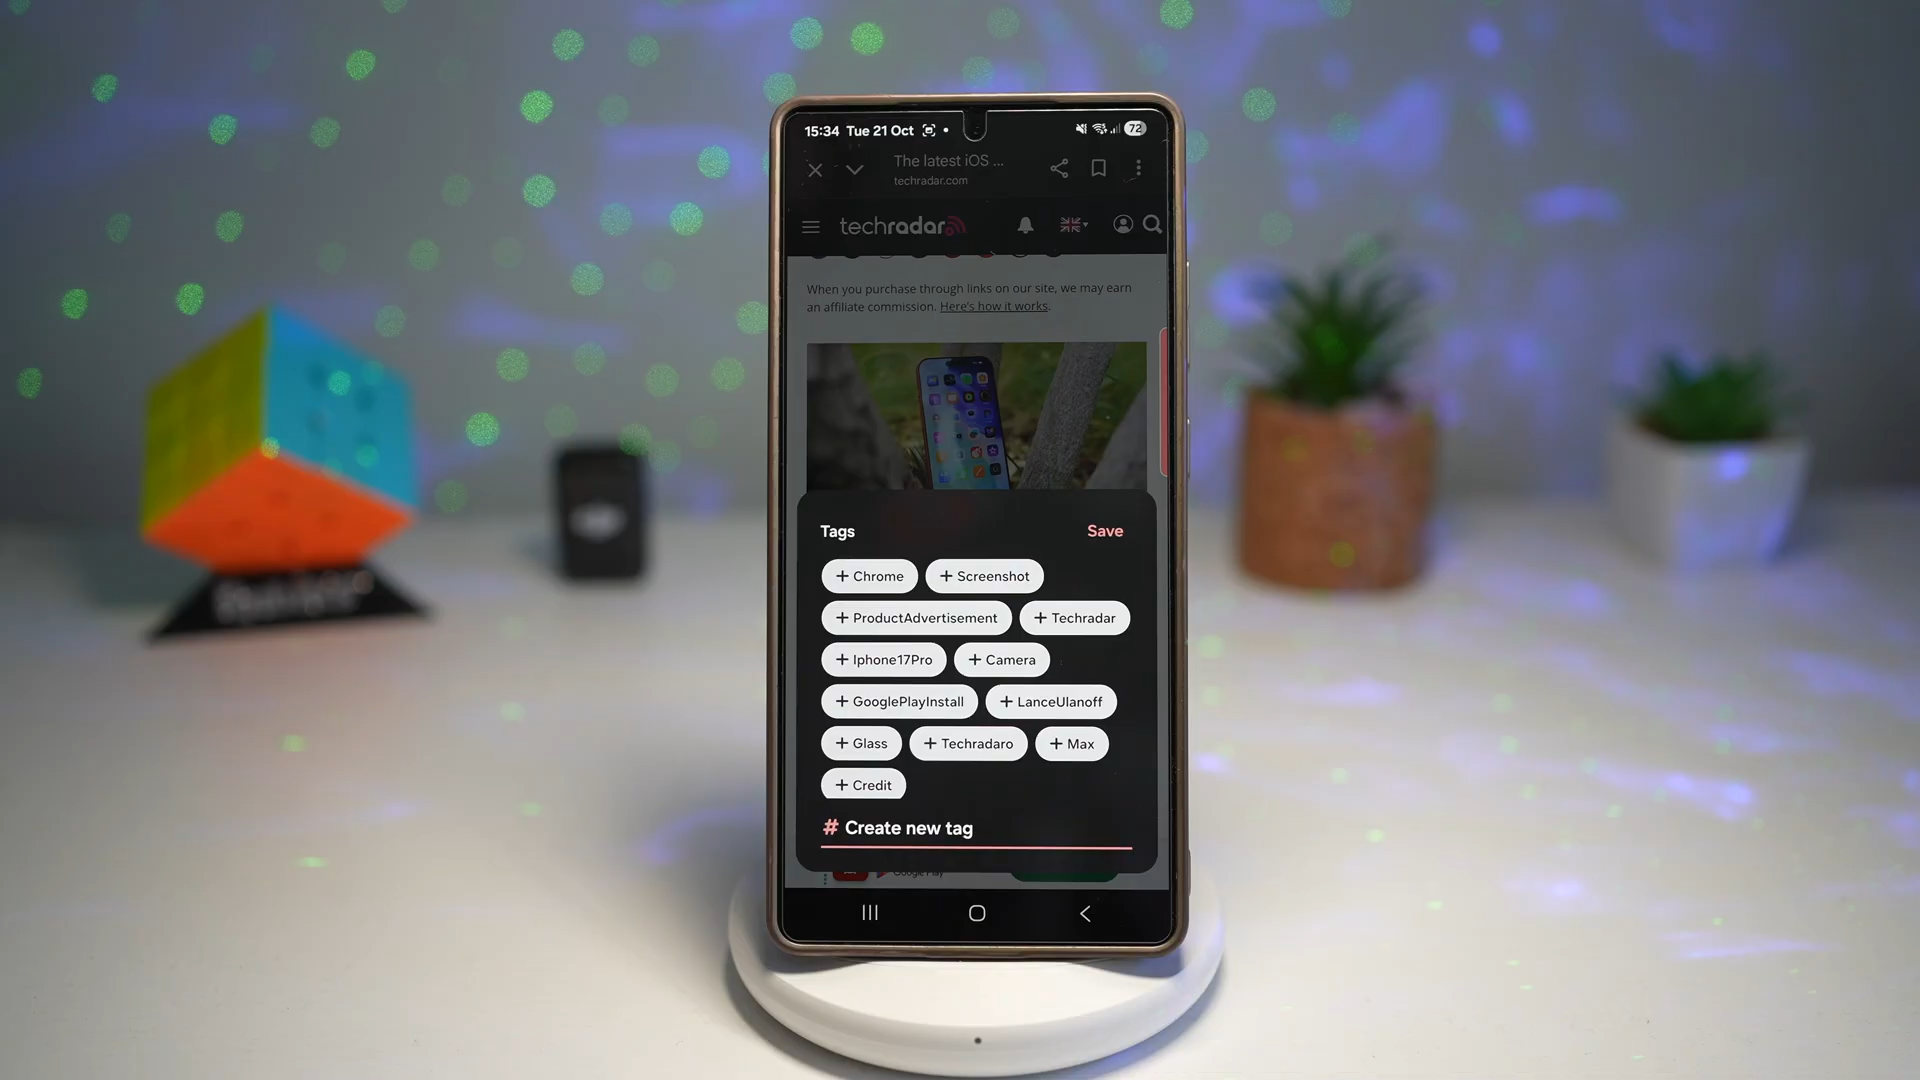 15:34 Tue 21 Oct
72
The latest iOS ...
techradar.com
techradar
When you purchase through links on our site, we may earn
an affiliate commission. Here's how it works.
Tags
Save
+ Chrome
+ Screenshot
+ ProductAdvertisement
+ Techradar
+ Iphone17Pro
+ Camera
+ GooglePlayInstall
+ LanceUlanoff
+ Glass
+ Techradaro
+ Max
+ Credit
# Create new tag
Google Play